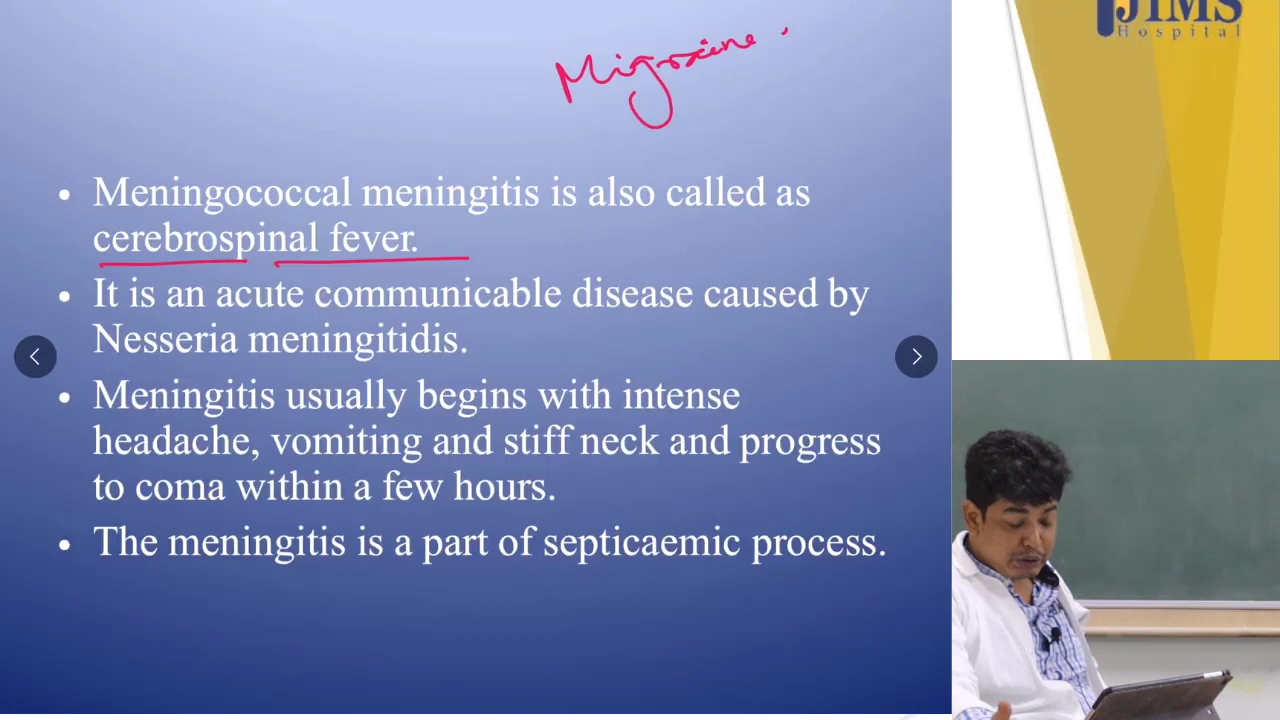 JIMS
Hospital
Migraine
• Meningococcal meningitis is also called as
cerebrospinal fever.
• It is an acute communicable disease caused by
Nesseria meningitidis.
• Meningitis usually begins with intense
headache, vomiting and stiff neck and progress
to coma within a few hours.
• The meningitis is a part of septicaemic process.